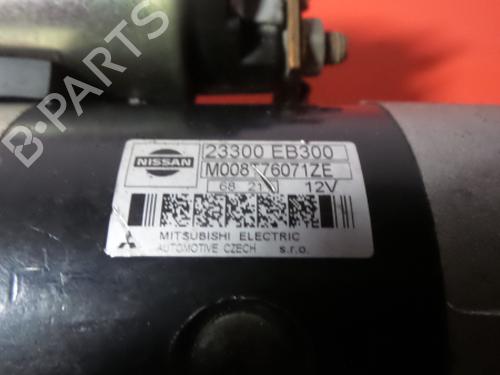 B-PARTS
NISSAN
23300 EB300
M008T76071ZE
12V
MITSUBISHI ELECTRIC
AUTOMOTIVE CZECH s.r.o.